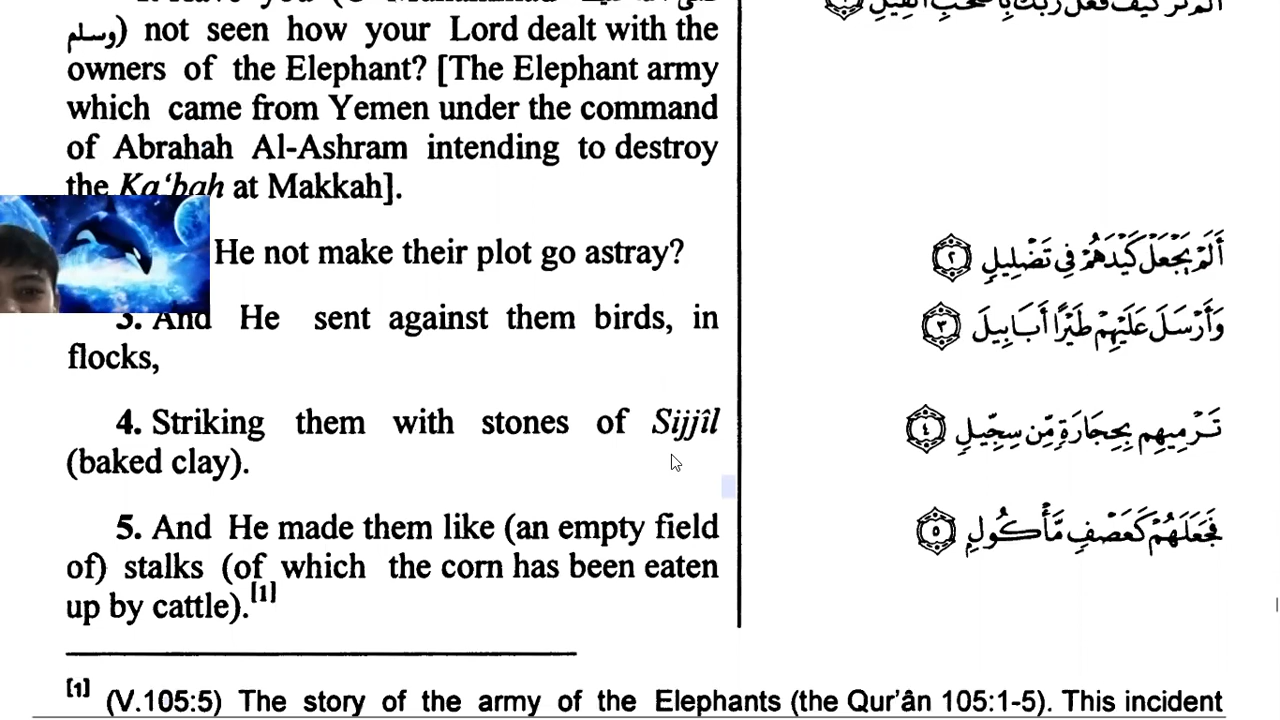 not seen how your Lord dealt with the
owners of the Elephant? [The Elephant army
which came from Yemen under the command
of Abrahah Al-Ashram intending to destroy
the Ka‘bah at Makkah].
He not make their plot go astray?
3. And He sent against them birds, in
flocks,
4. Striking them with stones of Sijjîl
(baked clay).
5. And He made them like (an empty field
of) stalks (of which the corn has been eaten
up by cattle).[1]
أَلَمْ يَجْعَلْ كَيْدَهُمْ فِي تَضْلِيلٍ ٢
وَأَرْسَلَ عَلَيْهِمْ طَيْرًا أَبَابِيلَ ٣
تَرْمِيهِم بِحِجَارَةٍ مِّن سِجِّيلٍ ٤
فَجَعَلَهُمْ كَعَصْفٍ مَّأْكُولٍ ٥
[1] (V.105:5) The story of the army of the Elephants (the Qur’ân 105:1-5). This incident